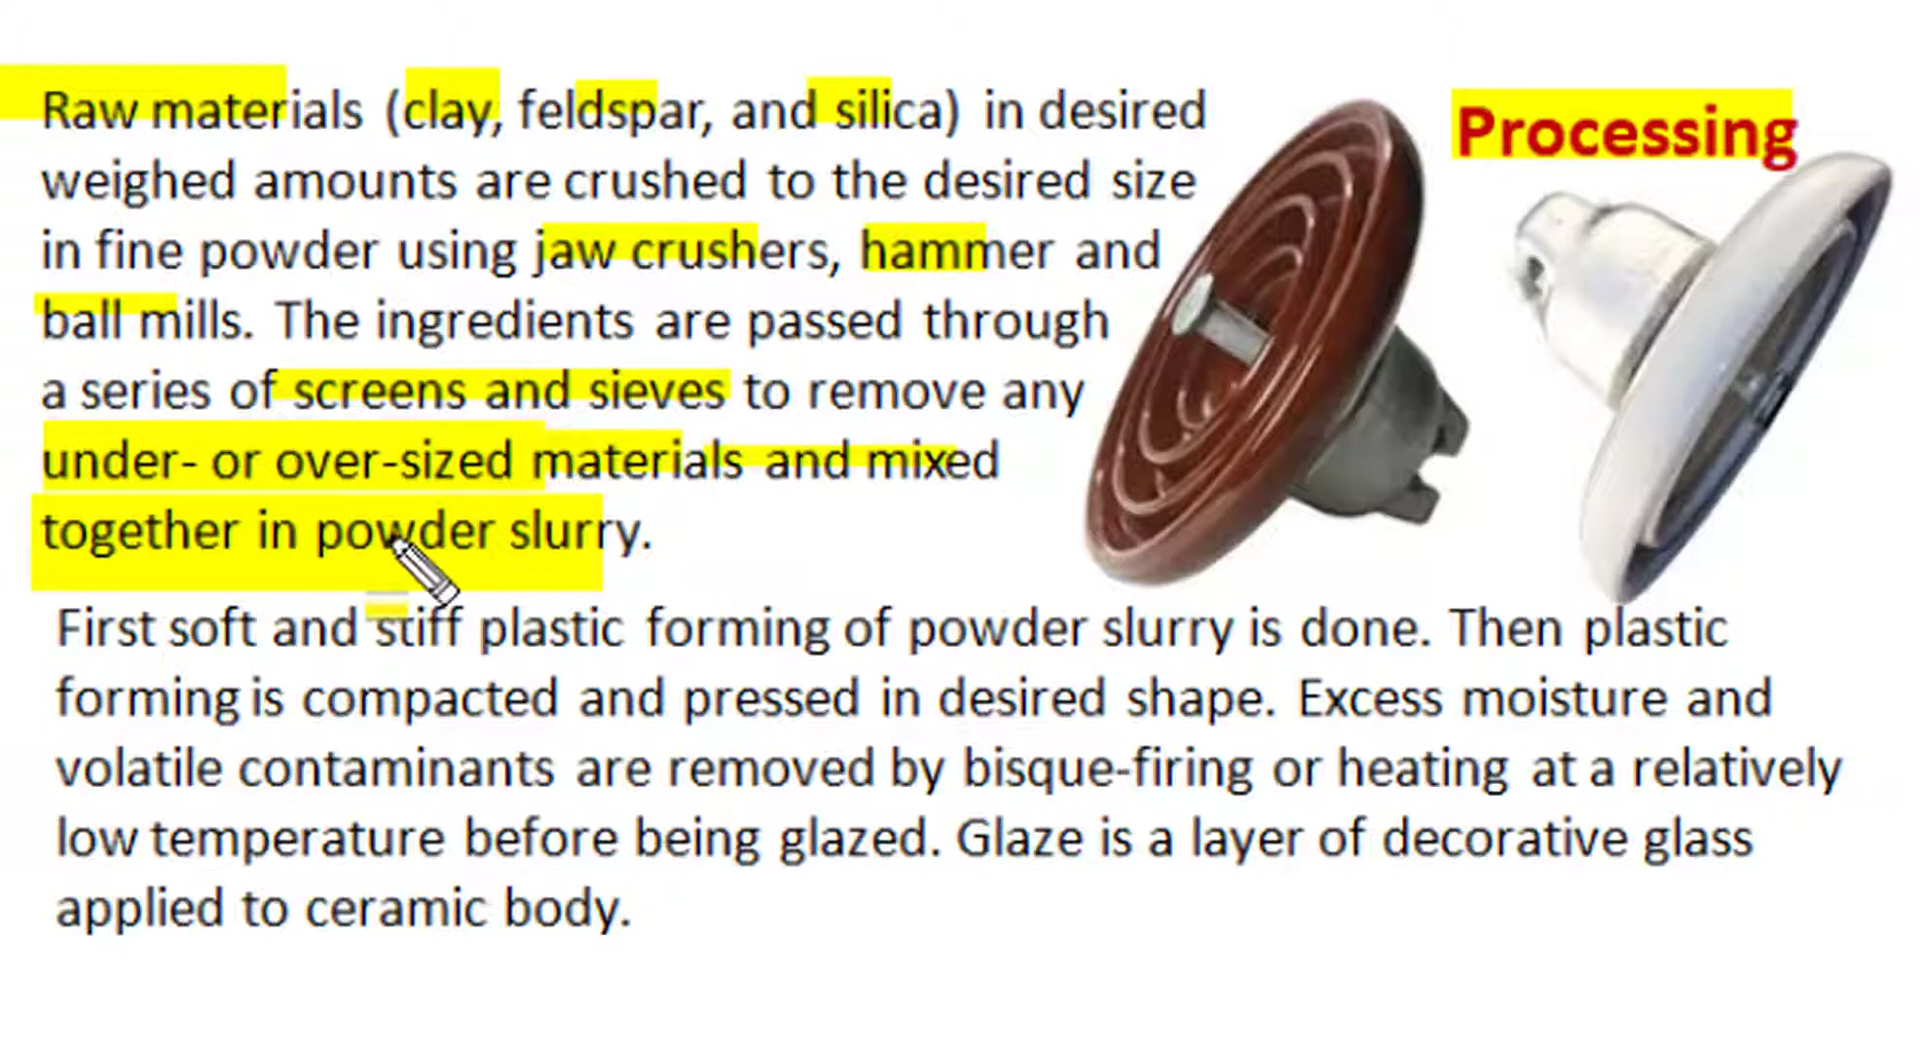 Processing
Raw materials (clay, feldspar, and silica) in desired
weighed amounts are crushed to the desired size
in fine powder using jaw crushers, hammer and
ball mills. The ingredients are passed through
a series of screens and sieves to remove any
under- or over-sized materials and mixed
together in powder slurry.
First soft and stiff plastic forming of powder slurry is done. Then plastic
forming is compacted and pressed in desired shape. Excess moisture and
volatile contaminants are removed by bisque-firing or heating at a relatively
low temperature before being glazed. Glaze is a layer of decorative glass
applied to ceramic body.